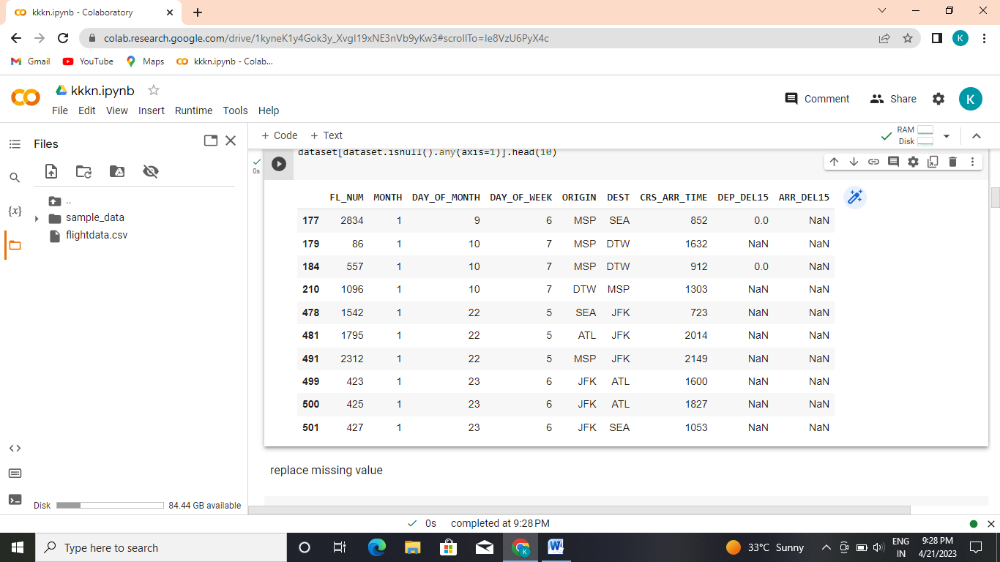 kkkn.ipynb - Colaboratory
colab.research.google.com/drive/1kyneK1y4Gok3y_XvgI19xNE3nVb9yKw3#scrollTo=Ie8VzU6PyX4c
K
Gmail YouTube Maps kkkn.ipynb - Colab...
kkkn.ipynb
Comment Share K
File Edit View Insert Runtime Tools Help
Files
+ Code + Text
RAM
Disk
dataset[dataset.isnull().any(axis=1)].head(10)
0s
{x}
..
sample_data
flightdata.csv
FL_NUM MONTH DAY_OF_MONTH DAY_OF_WEEK ORIGIN DEST CRS_ARR_TIME DEP_DEL15 ARR_DEL15
177 2834 1 9 6 MSP SEA 852 0.0 NaN
179 86 1 10 7 MSP DTW 1632 NaN NaN
184 557 1 10 7 MSP DTW 912 0.0 NaN
210 1096 1 10 7 DTW MSP 1303 NaN NaN
478 1542 1 22 5 SEA JFK 723 NaN NaN
481 1795 1 22 5 ATL JFK 2014 NaN NaN
491 2312 1 22 5 MSP JFK 2149 NaN NaN
499 423 1 23 6 JFK ATL 1600 NaN NaN
500 425 1 23 6 JFK ATL 1827 NaN NaN
501 427 1 23 6 JFK SEA 1053 NaN NaN
replace missing value
Disk 84.44 GB available
0s completed at 9:28 PM
Type here to search
33°C Sunny
ENG
IN
9:28 PM
4/21/2023